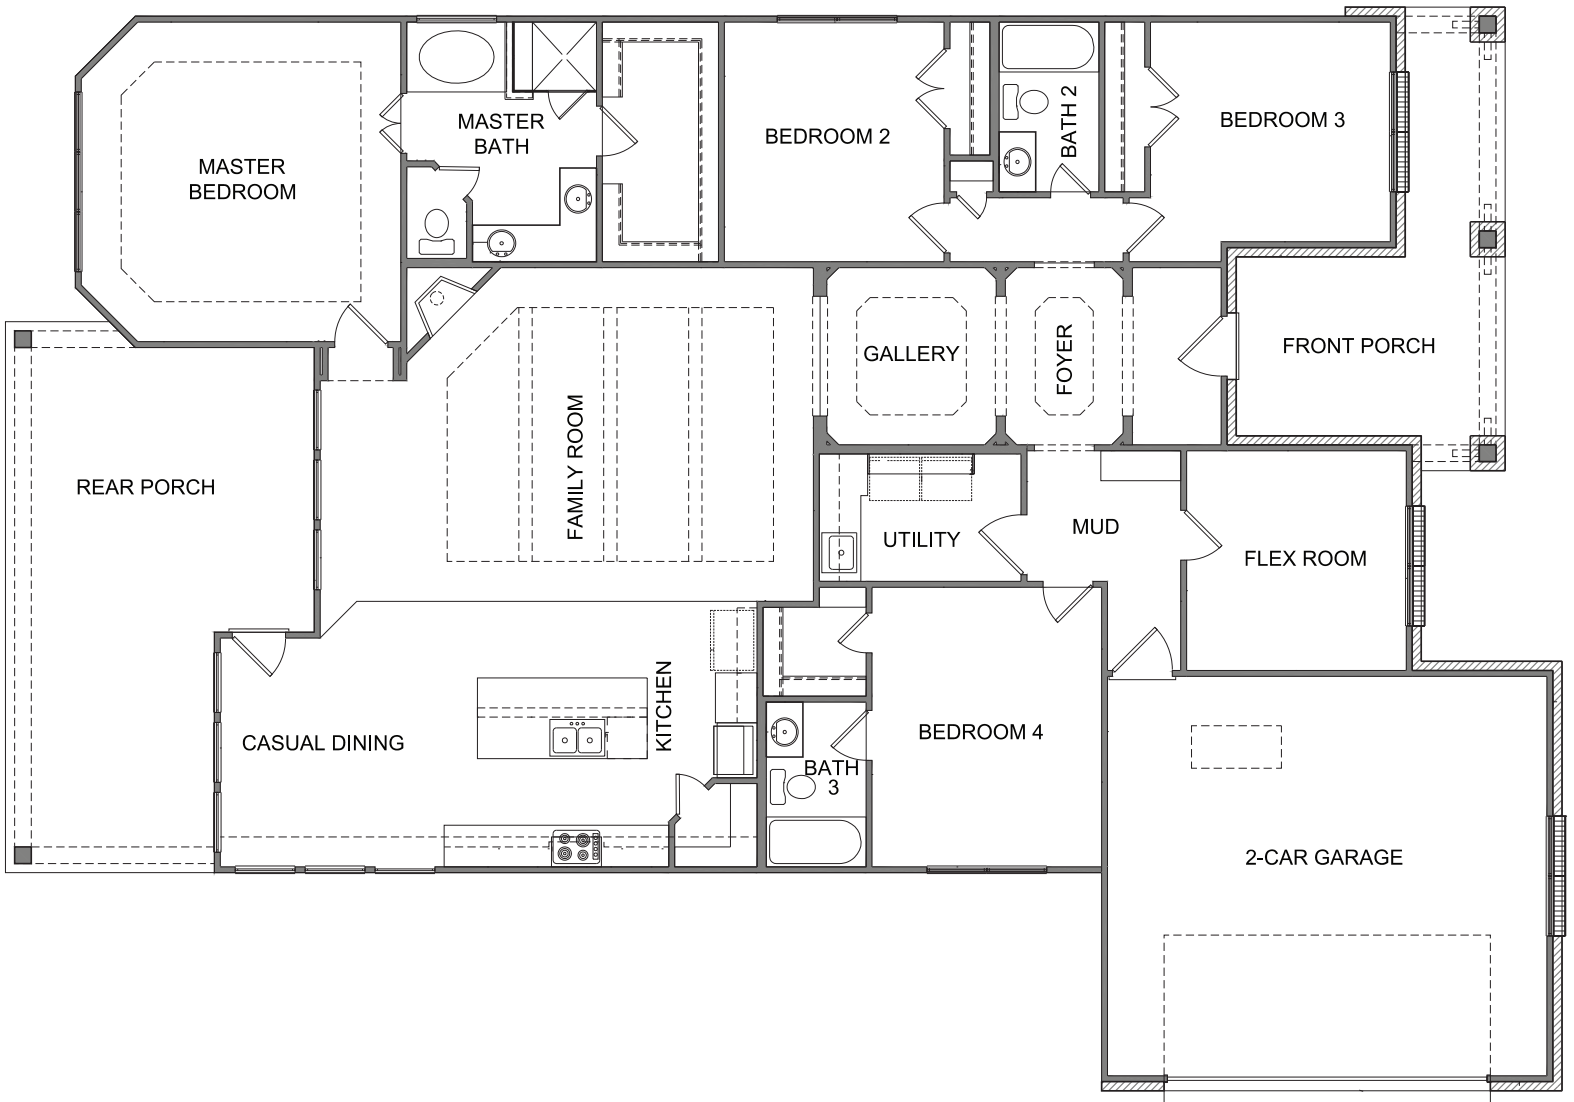 MASTER
BEDROOM
MASTER
BATH
BEDROOM 2
BATH 2
BEDROOM 3
GALLERY
FOYER
FRONT PORCH
REAR PORCH
FAMILY ROOM
UTILITY
MUD
FLEX ROOM
CASUAL DINING
KITCHEN
BATH
3
BEDROOM 4
2-CAR GARAGE